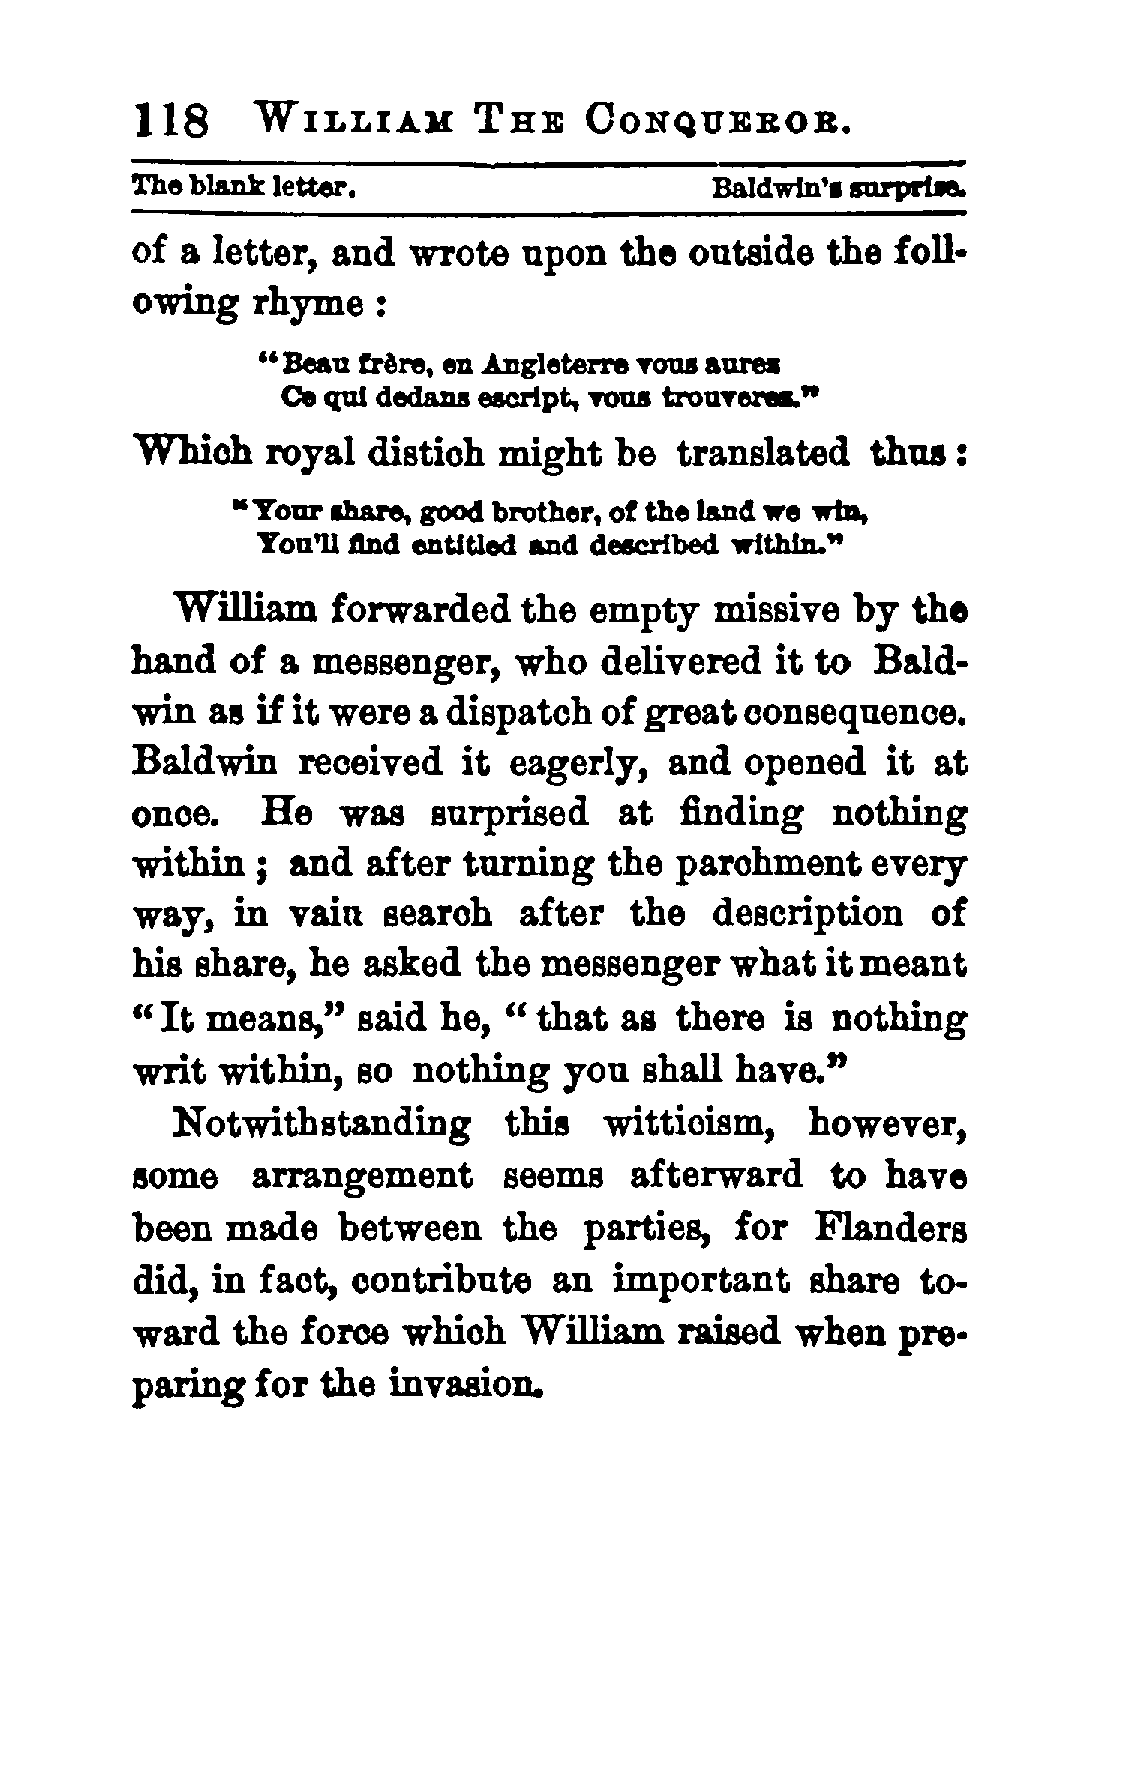 118 WILLIAM THE CONQUEROR.
The blank letter. Baldwin's surprise.
of a letter, and wrote upon the outside the foll-
owing rhyme :
"Beau frère, en Angleterre vous aurez
Ce qui dedans escript, vous trouverez."
Which royal distich might be translated thus :
"Your share, good brother, of the land we win,
You'll find entitled and described within."
William forwarded the empty missive by the
hand of a messenger, who delivered it to Bald-
win as if it were a dispatch of great consequence.
Baldwin received it eagerly, and opened it at
once. He was surprised at finding nothing
within ; and after turning the parchment every
way, in vain search after the description of
his share, he asked the messenger what it meant
"It means," said he, "that as there is nothing
writ within, so nothing you shall have."
Notwithstanding this witticism, however,
some arrangement seems afterward to have
been made between the parties, for Flanders
did, in fact, contribute an important share to-
ward the force which William raised when pre-
paring for the invasion.